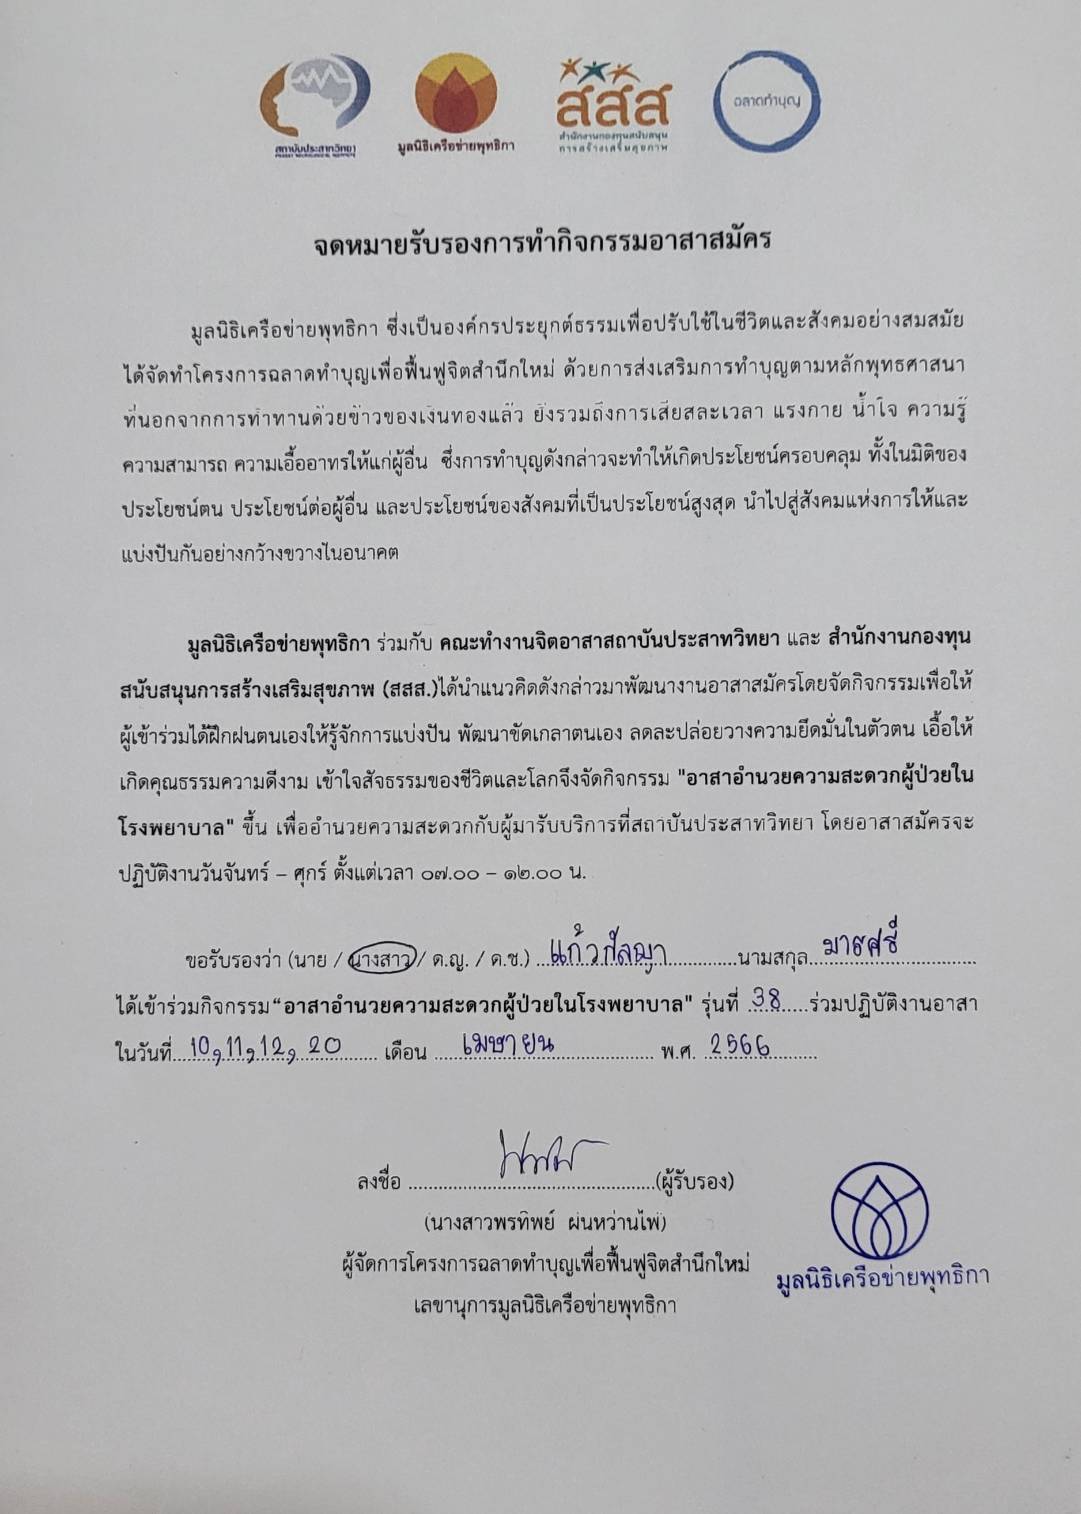 สถาบันประสาทวิทยา
มูลนิธิเครือข่ายพุทธิกา
สสส
สำนักงานกองทุนสนับสนุน
การสร้างเสริมสุขภาพ
ฉลาดทำบุญ
จดหมายรับรองการทำกิจกรรมอาสาสมัคร
มูลนิธิเครือข่ายพุทธิกา ซึ่งเป็นองค์กรประยุกต์ธรรมเพื่อปรับใช้ในชีวิตและสังคมอย่างสมสมัย
ได้จัดทำโครงการฉลาดทำบุญเพื่อฟื้นฟูจิตสำนึกใหม่ ด้วยการส่งเสริมการทำบุญตามหลักพุทธศาสนา
ที่นอกจากการทำทานด้วยข้าวของเงินทองแล้ว ยังรวมถึงการเสียสละเวลา แรงกาย น้ำใจ ความรู้
ความสามารถ ความเอื้ออาทรให้แก่ผู้อื่น ซึ่งการทำบุญดังกล่าวจะทำให้เกิดประโยชน์ครอบคลุม ทั้งในมิติของ
ประโยชน์ตน ประโยชน์ต่อผู้อื่น และประโยชน์ของสังคมที่เป็นประโยชน์สูงสุด นำไปสู่สังคมแห่งการให้และ
แบ่งปันกันอย่างกว้างขวางในอนาคต
มูลนิธิเครือข่ายพุทธิกา ร่วมกับ คณะทำงานจิตอาสาสถาบันประสาทวิทยา และ สำนักงานกองทุน
สนับสนุนการสร้างเสริมสุขภาพ (สสส.)ได้นำแนวคิดดังกล่าวมาพัฒนางานอาสาสมัครโดยจัดกิจกรรมเพื่อให้
ผู้เข้าร่วมได้ฝึกฝนตนเองให้รู้จักการแบ่งปัน พัฒนาขัดเกลาตนเอง ลดละปล่อยวางความยึดมั่นในตัวตน เอื้อให้
เกิดคุณธรรมความดีงาม เข้าใจสัจธรรมของชีวิตและโลกจึงจัดกิจกรรม "อาสาอำนวยความสะดวกผู้ป่วยใน
โรงพยาบาล" ขึ้น เพื่ออำนวยความสะดวกกับผู้มารับบริการที่สถาบันประสาทวิทยา โดยอาสาสมัครจะ
ปฏิบัติงานวันจันทร์ – ศุกร์ ตั้งแต่เวลา ๐๗.๐๐ – ๑๒.๐๐ น.
ขอรับรองว่า (นาย / นางสาว / ด.ญ. / ด.ช.) แก้วกัลญา นามสกุล มารศรี
ได้เข้าร่วมกิจกรรม“อาสาอำนวยความสะดวกผู้ป่วยในโรงพยาบาล" รุ่นที่ 38 ร่วมปฏิบัติงานอาสา
ในวันที่ 10, 11, 12, 20 เดือน เมษายน พ.ศ. 2566
ลงชื่อ (ผู้รับรอง)
(นางสาวพรทิพย์ ฝนหว่านไฟ)
ผู้จัดการโครงการฉลาดทำบุญเพื่อฟื้นฟูจิตสำนึกใหม่
เลขานุการมูลนิธิเครือข่ายพุทธิกา
มูลนิธิเครือข่ายพุทธิกา